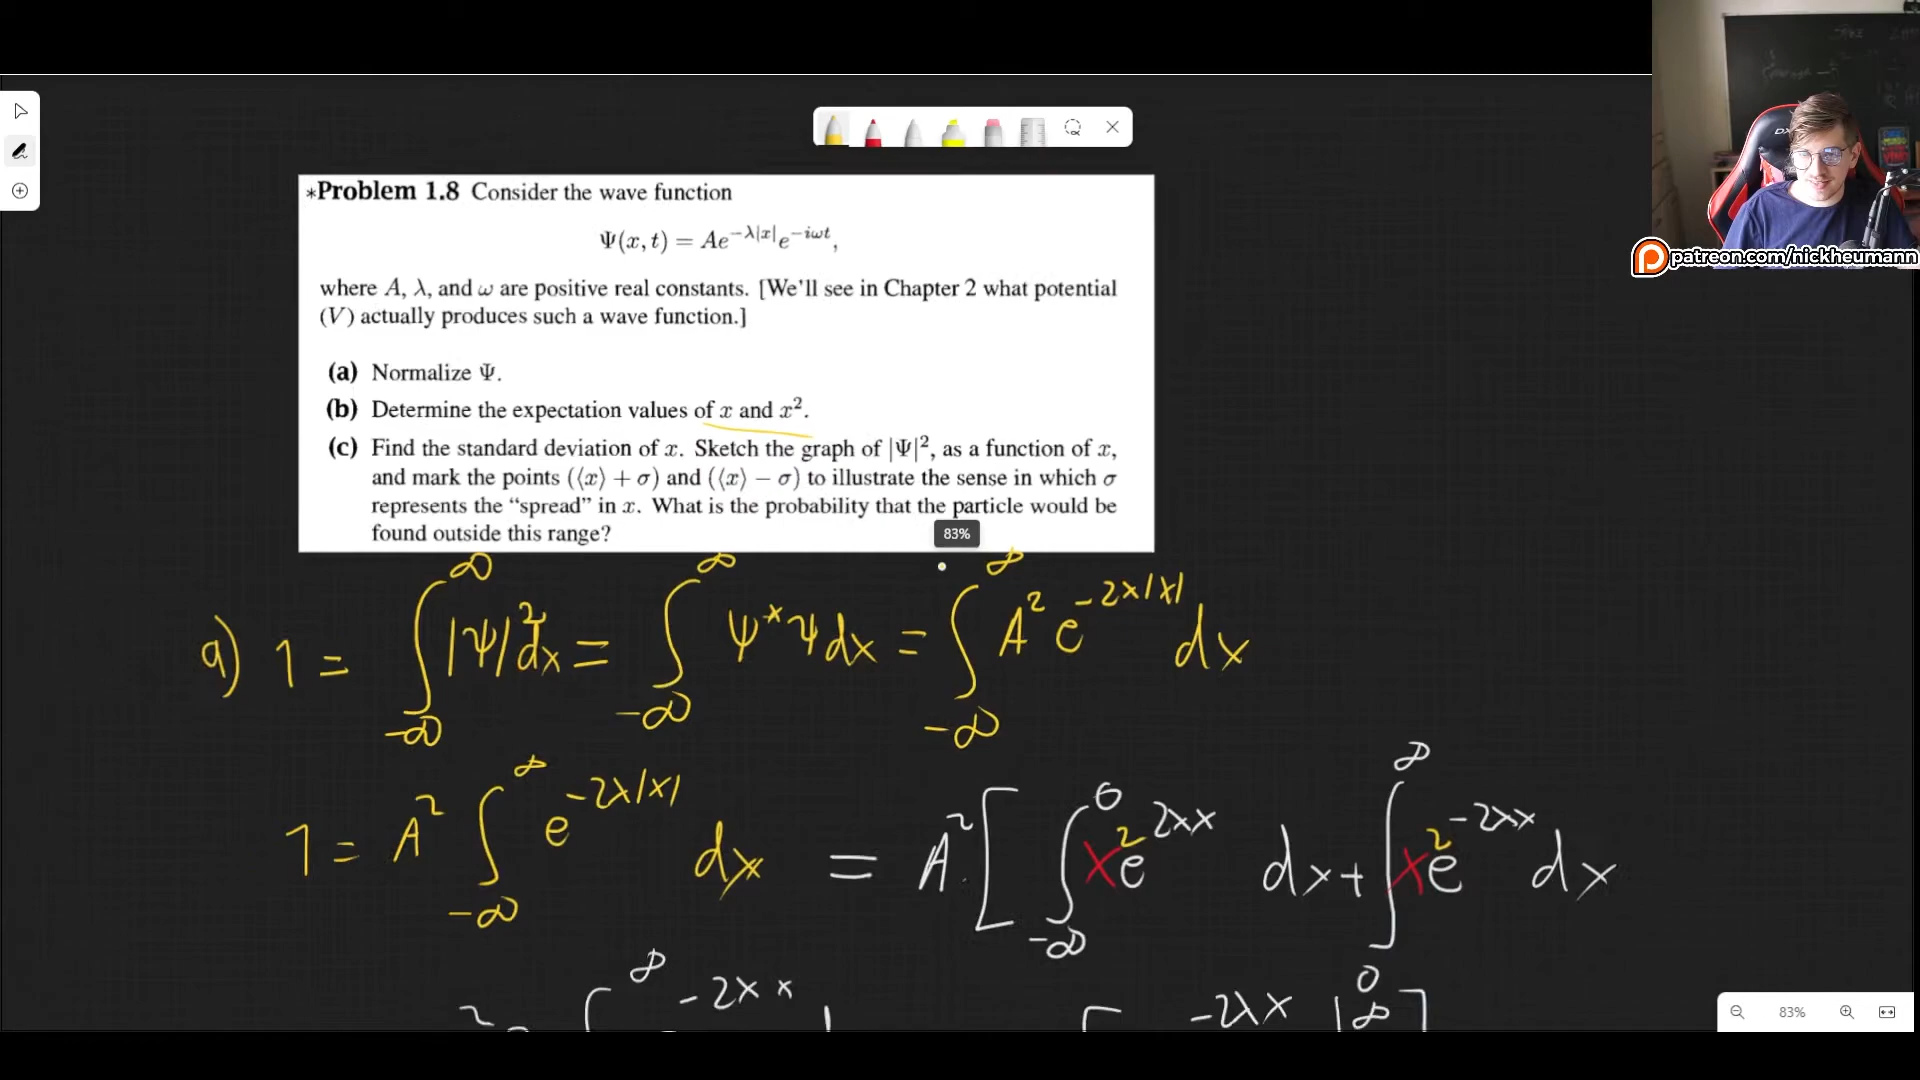 *Problem 1.8 Consider the wave function
Ψ(x, t) = Ae^{-λ|x|}e^{-iωt},
where A, λ, and ω are positive real constants. [We'll see in Chapter 2 what potential
(V) actually produces such a wave function.]
(a) Normalize Ψ.
(b) Determine the expectation values of x and x².
(c) Find the standard deviation of x. Sketch the graph of |Ψ|², as a function of x,
and mark the points (⟨x⟩ + σ) and (⟨x⟩ − σ) to illustrate the sense in which σ
represents the “spread” in x. What is the probability that the particle would be
found outside this range?
83%
patreon.com/nickheumann
a) 1 = ∫_{-∞}^{∞} |Ψ|² dx = ∫_{-∞}^{∞} Ψ*Ψ dx = ∫_{-∞}^{∞} A² e^{-2λ|x|} dx
1 = A² ∫_{-∞}^{∞} e^{-2λ|x|} dx = A² [ ∫_{-∞}^{0} x² e^{2λx} dx + ∫_{0}^{∞} x² e^{-2λx} dx
∞ -2λx -2λx |∞ ]
83%